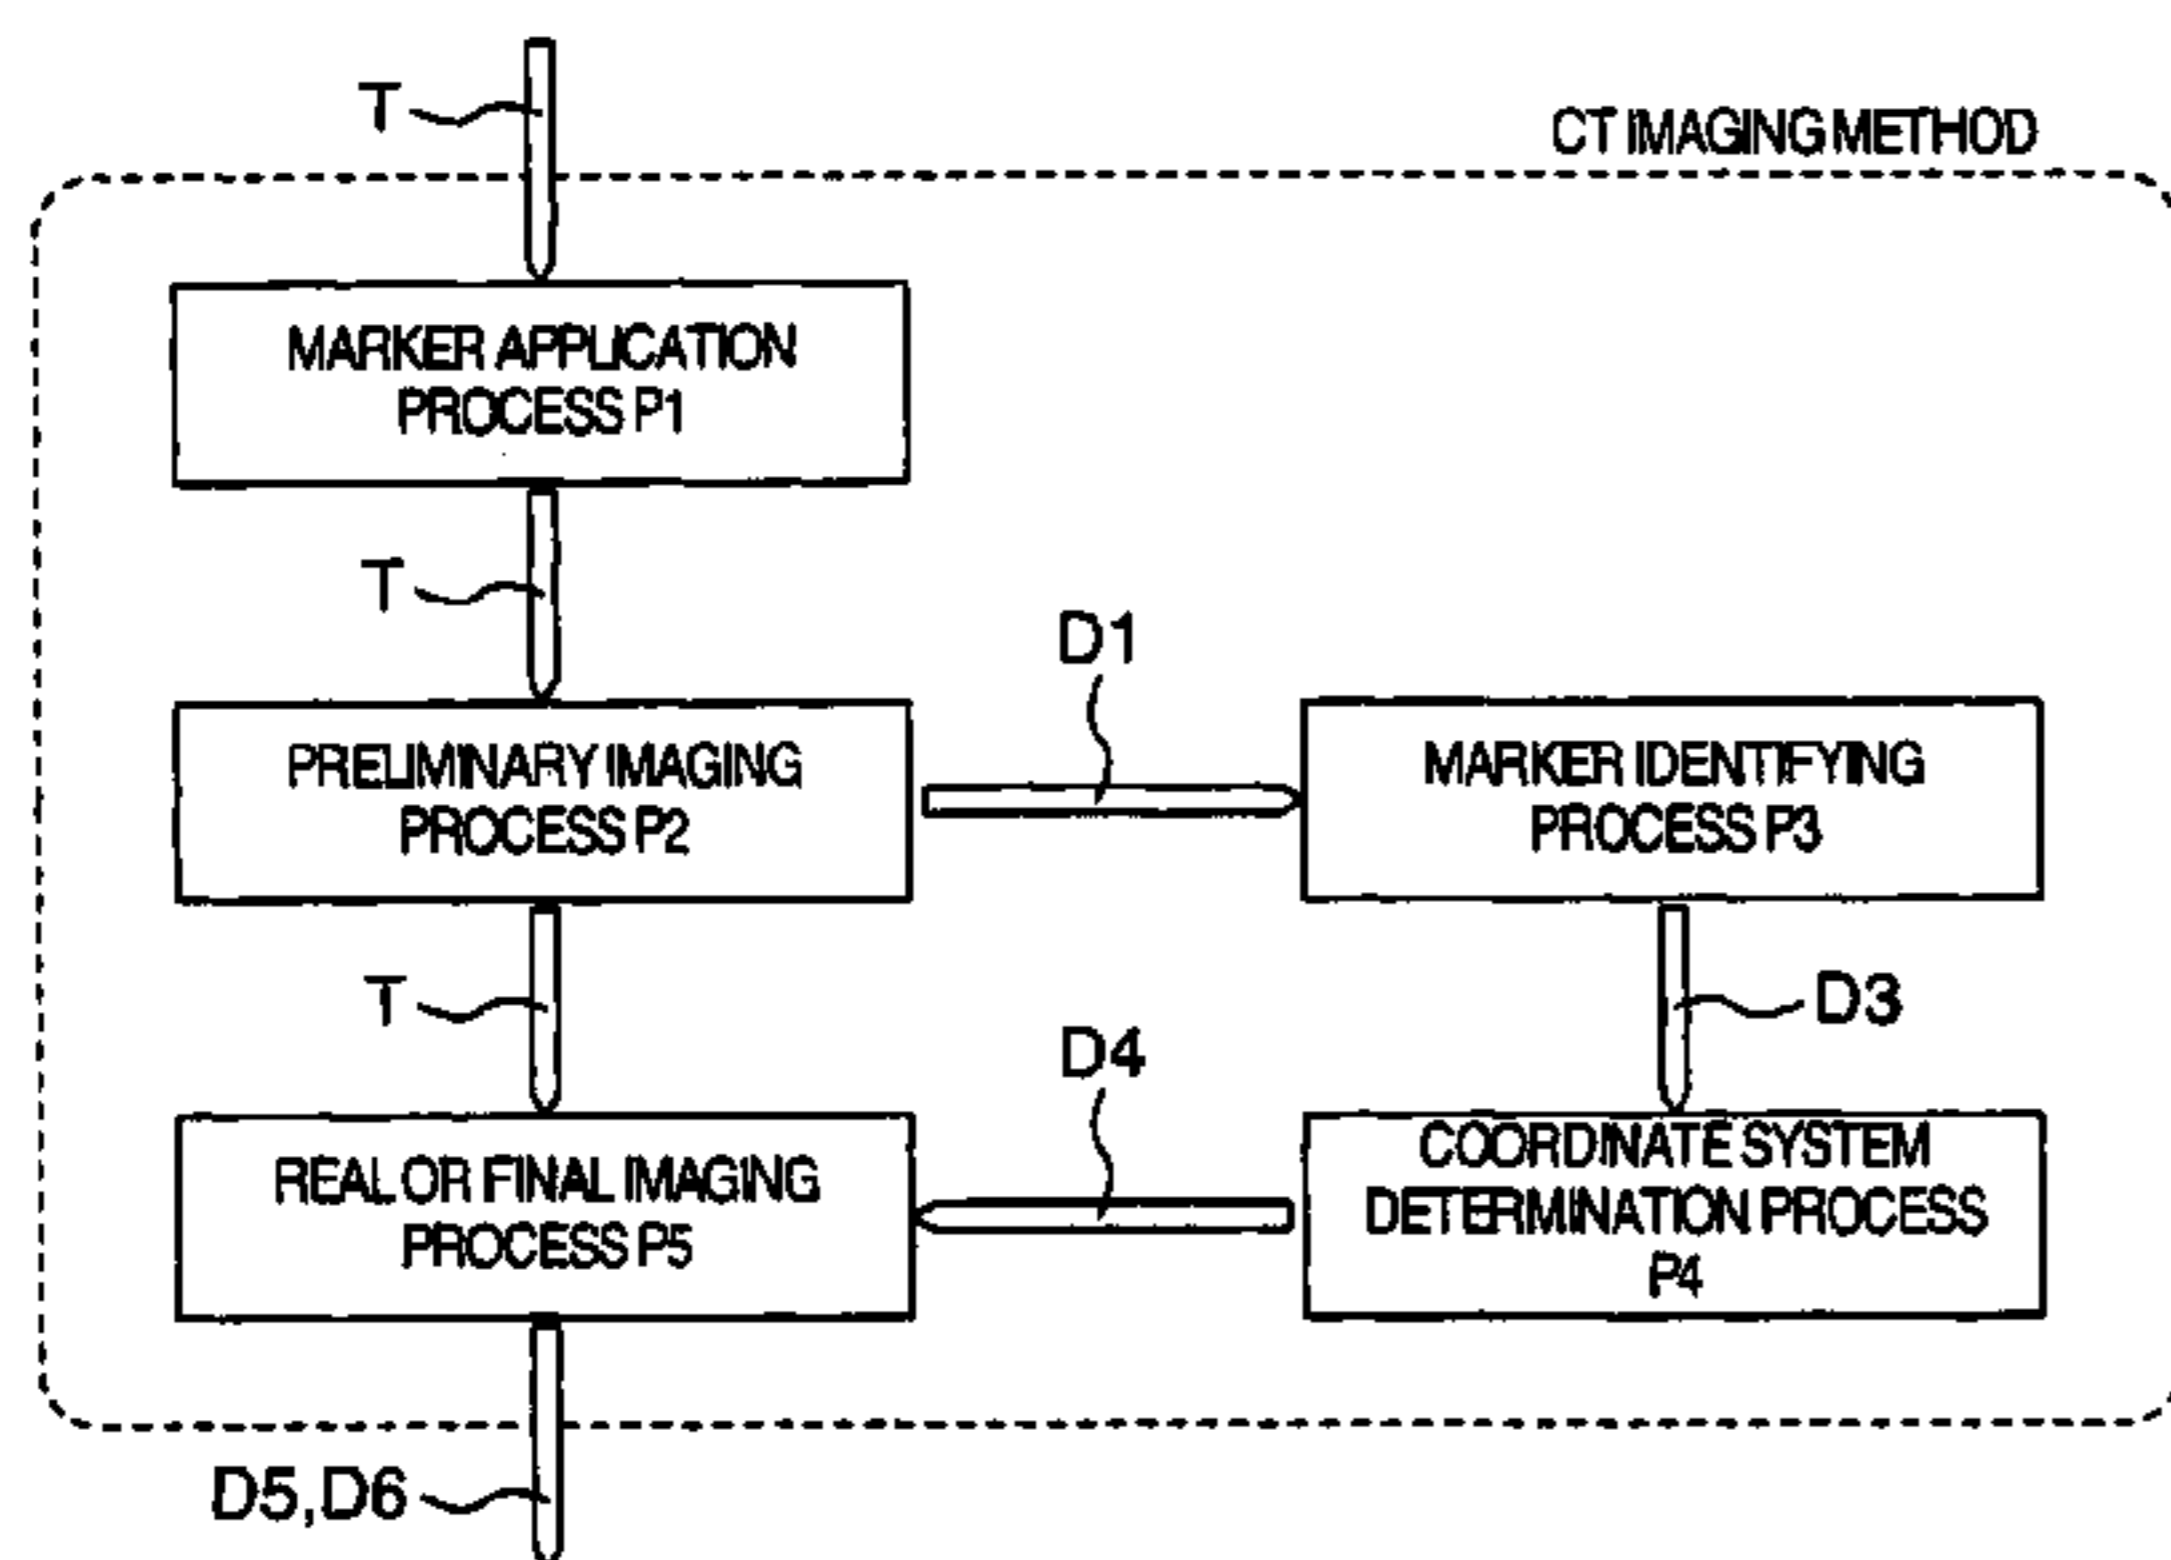 T
CT IMAGING METHOD
MARKER APPLICATION
PROCESS P1
T
D1
PRELIMINARY IMAGING
PROCESS P2
MARKER IDENTIFYING
PROCESS P3
T
D3
D4
REAL OR FINAL IMAGING
PROCESS P5
COORDINATE SYSTEM
DETERMINATION PROCESS
P4
D5,D6